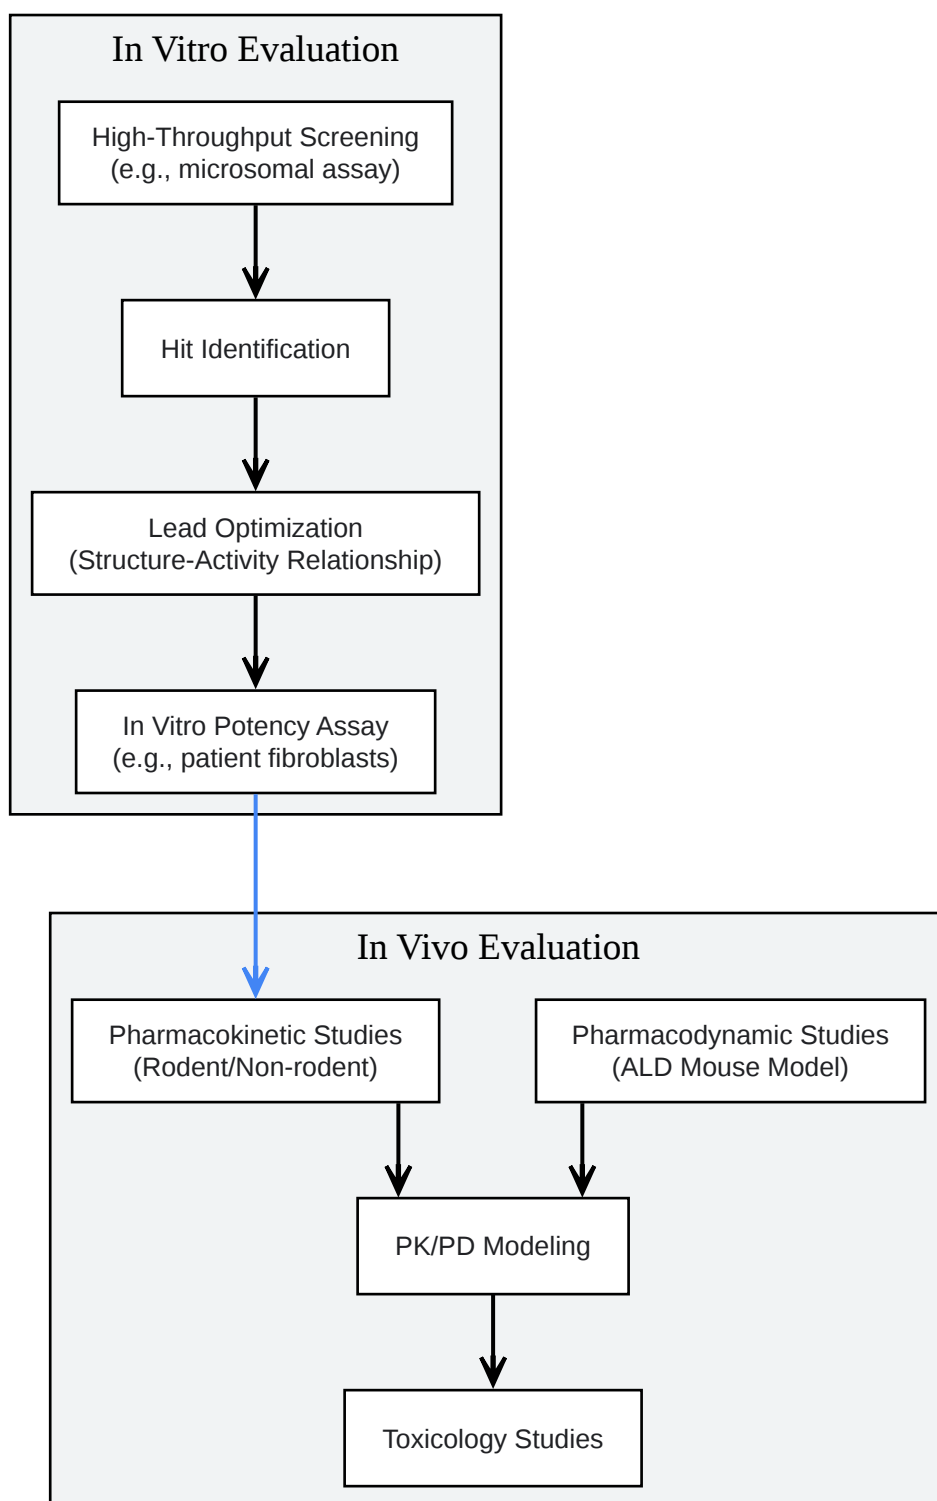 In Vitro Evaluation
High-Throughput Screening
(e.g., microsomal assay)
Hit Identification
Lead Optimization
(Structure-Activity Relationship)
In Vitro Potency Assay
(e.g., patient fibroblasts)
In Vivo Evaluation
Pharmacokinetic Studies
(Rodent/Non-rodent)
Pharmacodynamic Studies
(ALD Mouse Model)
PK/PD Modeling
Toxicology Studies